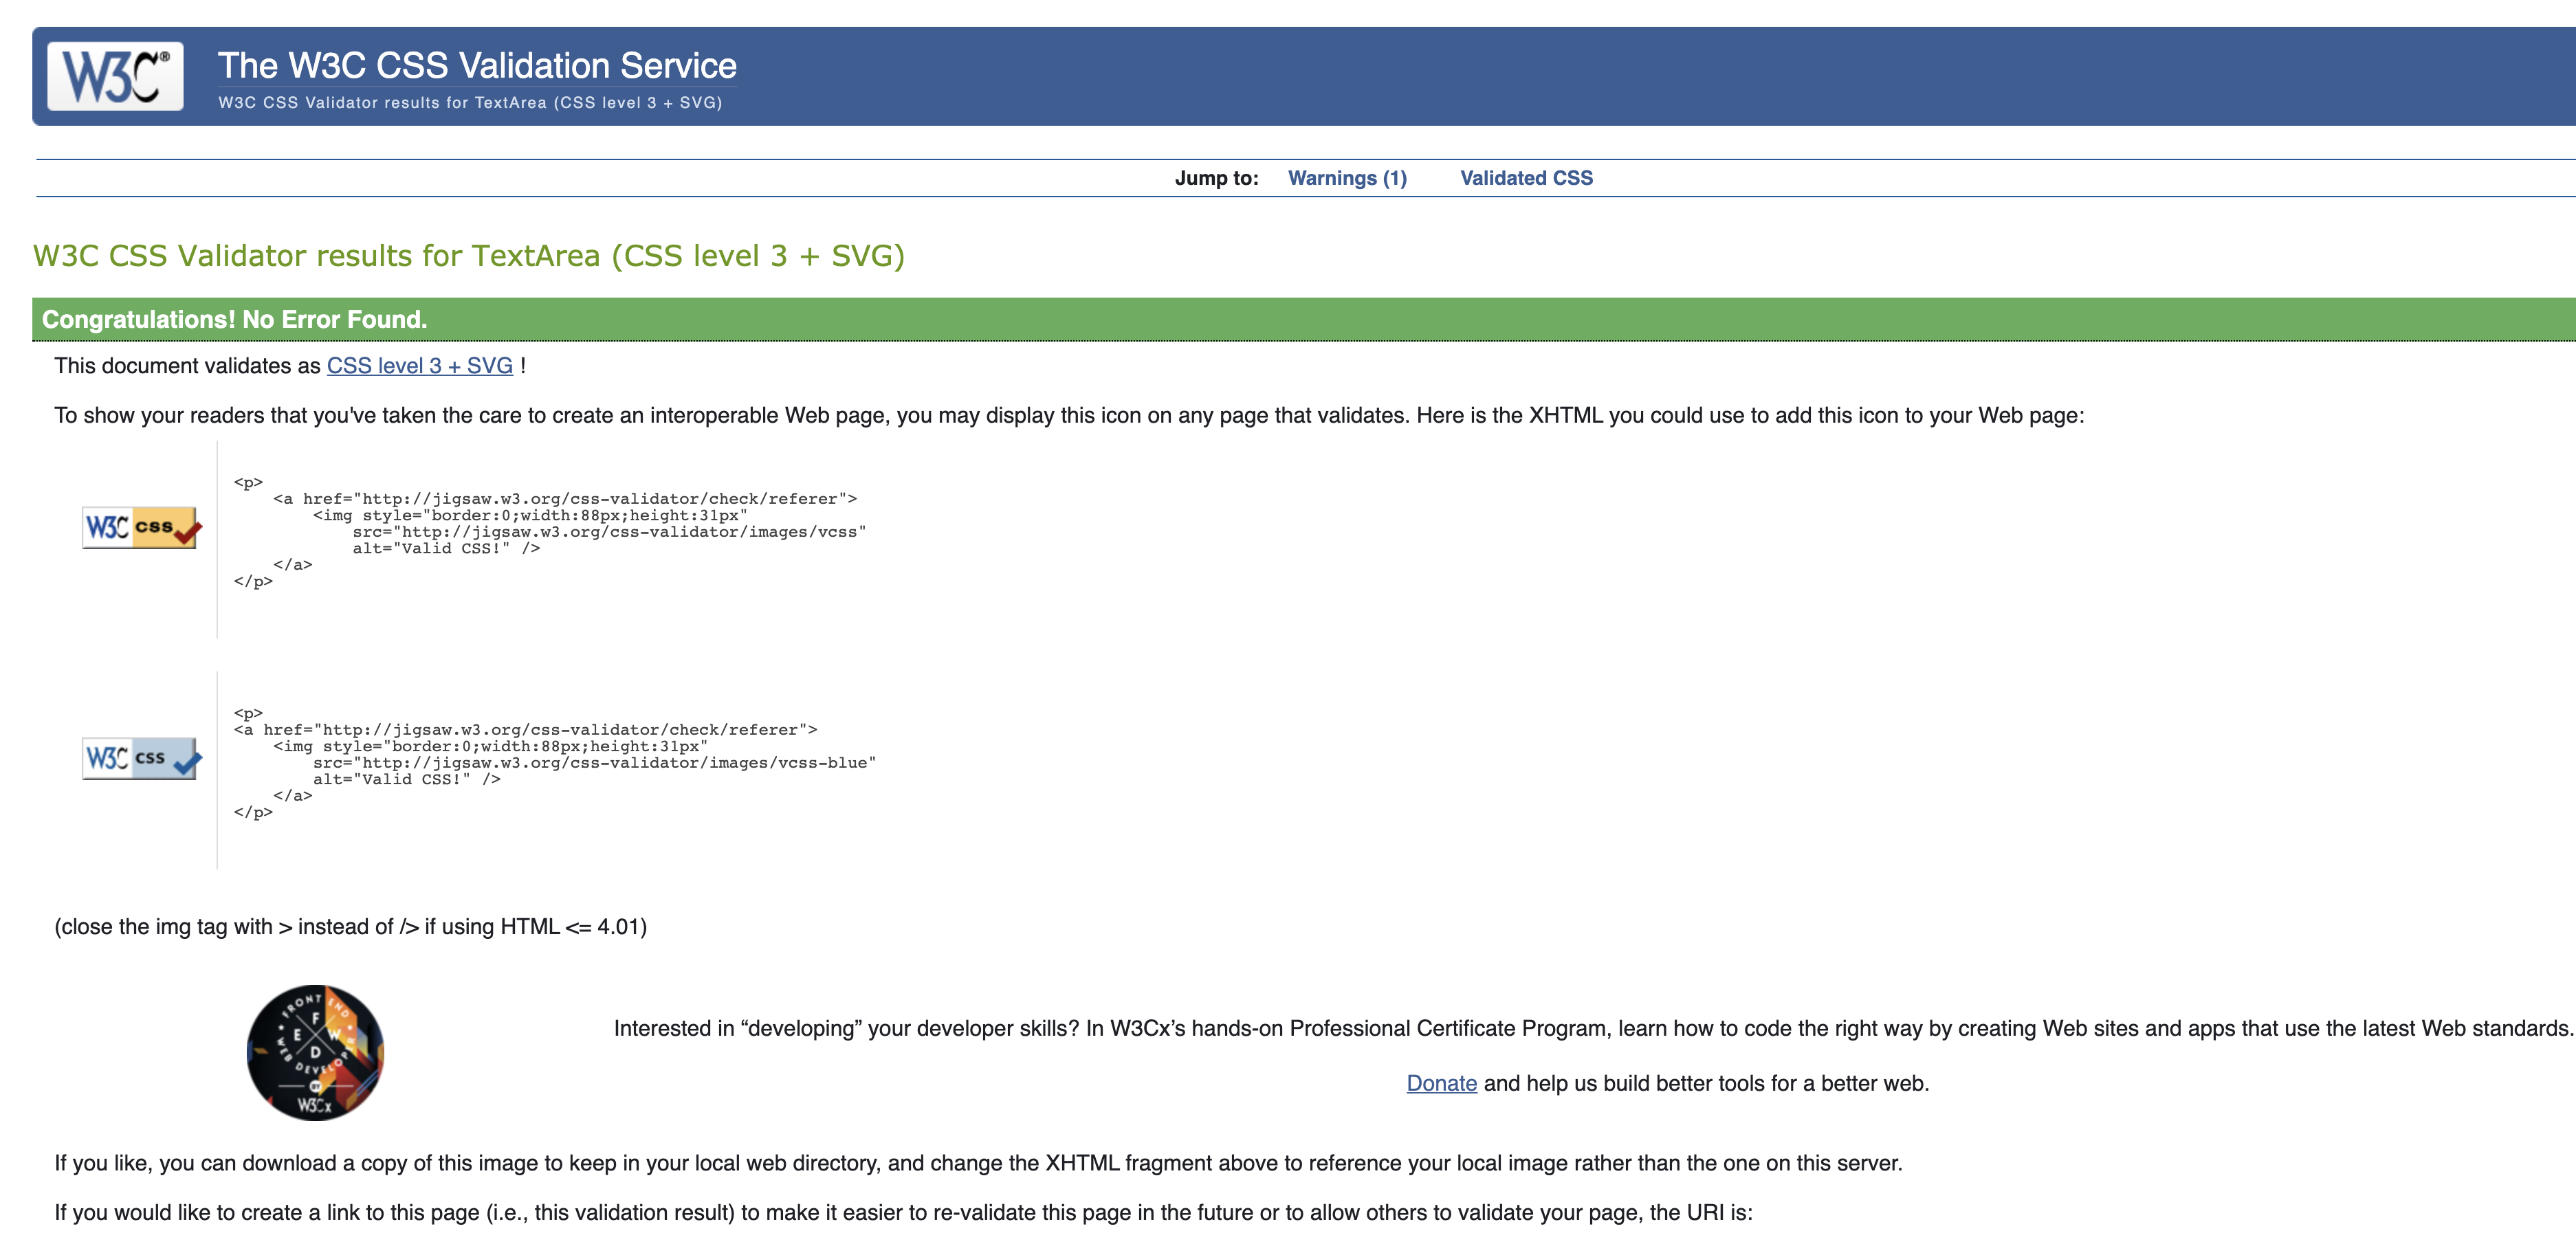 W3C®
The W3C CSS Validation Service
W3C CSS Validator results for TextArea (CSS level 3 + SVG)
Jump to: Warnings (1) Validated CSS
W3C CSS Validator results for TextArea (CSS level 3 + SVG)
Congratulations! No Error Found.
This document validates as CSS level 3 + SVG !
To show your readers that you've taken the care to create an interoperable Web page, you may display this icon on any page that validates. Here is the XHTML you could use to add this icon to your Web page:
W3C css
<p>
<a href="http://jigsaw.w3.org/css-validator/check/referer">
<img style="border:0;width:88px;height:31px"
src="http://jigsaw.w3.org/css-validator/images/vcss"
alt="Valid CSS!" />
</a>
</p>
W3C css
<p>
<a href="http://jigsaw.w3.org/css-validator/check/referer">
<img style="border:0;width:88px;height:31px"
src="http://jigsaw.w3.org/css-validator/images/vcss-blue"
alt="Valid CSS!" />
</a>
</p>
(close the img tag with > instead of /> if using HTML <= 4.01)
FRONT END
F E W D
WEB DEVELOPER
BY
W3Cx
Interested in “developing” your developer skills? In W3Cx’s hands-on Professional Certificate Program, learn how to code the right way by creating Web sites and apps that use the latest Web standards.
Donate and help us build better tools for a better web.
If you like, you can download a copy of this image to keep in your local web directory, and change the XHTML fragment above to reference your local image rather than the one on this server.
If you would like to create a link to this page (i.e., this validation result) to make it easier to re-validate this page in the future or to allow others to validate your page, the URI is: